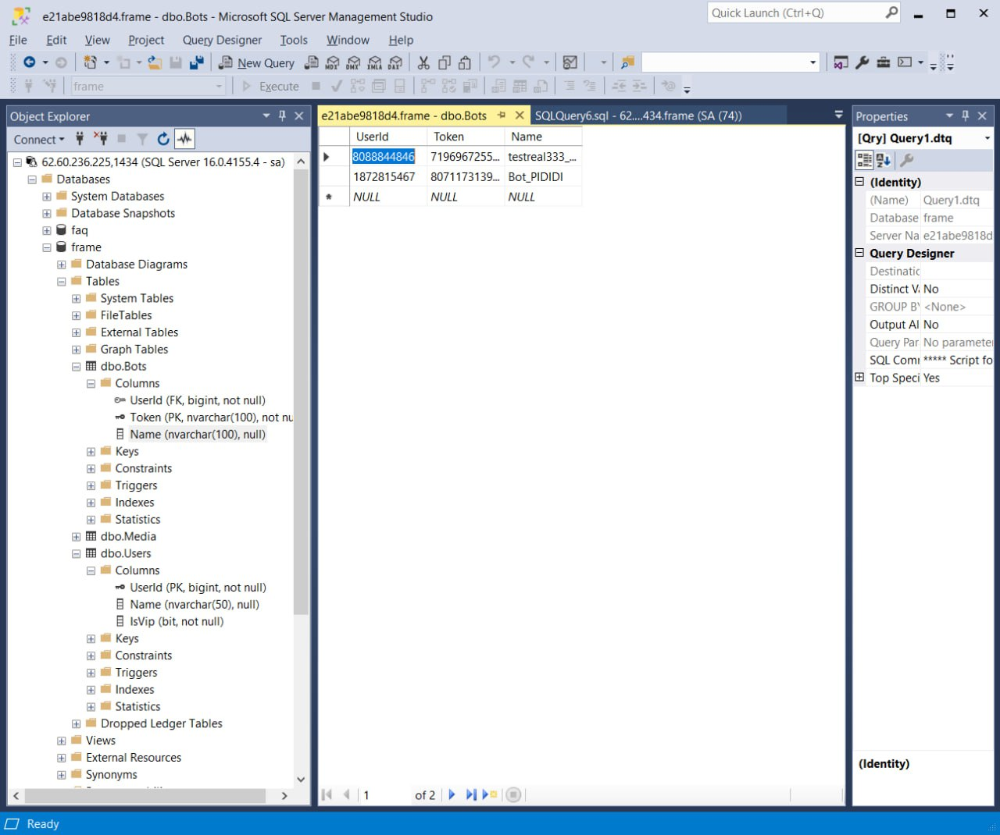 e21abe9818d4.frame - dbo.Bots - Microsoft SQL Server Management Studio
Quick Launch (Ctrl+Q)
File Edit View Project Query Designer Tools Window Help
New Query MDX DMX XMLA DAX
frame Execute
Object Explorer
Connect
62.60.236.225,1434 (SQL Server 16.0.4155.4 - sa)
Databases
System Databases
Database Snapshots
faq
frame
Database Diagrams
Tables
System Tables
FileTables
External Tables
Graph Tables
dbo.Bots
Columns
UserId (FK, bigint, not null)
Token (PK, nvarchar(100), not nu
Name (nvarchar(100), null)
Keys
Constraints
Triggers
Indexes
Statistics
dbo.Media
dbo.Users
Columns
UserId (PK, bigint, not null)
Name (nvarchar(50), null)
IsVip (bit, not null)
Keys
Constraints
Triggers
Indexes
Statistics
Dropped Ledger Tables
Views
External Resources
Synonyms
e21abe9818d4.frame - dbo.Bots SQLQuery6.sql - 62....434.frame (SA (74))
UserId Token Name
8088844846 7196967255... testreal333_...
1872815467 8071173139... Bot_PIDIDI
NULL NULL NULL
1 of 2
Properties
[Qry] Query1.dtq
(Identity)
(Name) Query1.dtq
Database frame
Server Na e21abe9818d
Query Designer
Destinatic
Distinct Va No
GROUP BY <None>
Output Al No
Query Par No parameter
SQL Comr ***** Script fo
Top Speci Yes
(Identity)
Ready